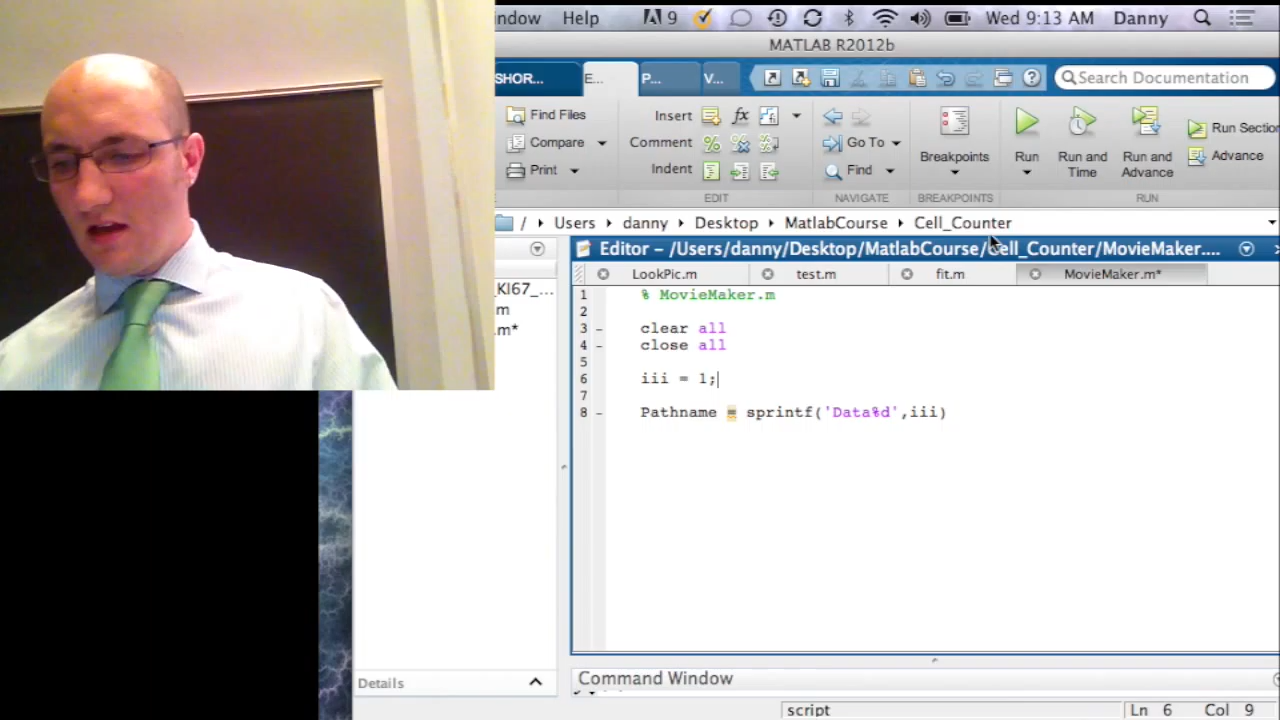 indow Help 9 Wed 9:13 AM Danny
MATLAB R2012b
SHOR... E... P... V... Search Documentation
Find Files Insert fx
Compare Comment Go To Breakpoints Run Run and Time Run and Advance Run Sectio Advance
Print Indent Find
EDIT NAVIGATE BREAKPOINTS RUN
/ Users danny Desktop MatlabCourse Cell_Counter
Editor - /Users/danny/Desktop/MatlabCourse/Cell_Counter/MovieMaker....
LookPic.m test.m fit.m MovieMaker.m*
_KI67_...
m
.m*
1 % MovieMaker.m
2
3 - clear all
4 - close all
5
6 iii = 1;
7
8 - Pathname = sprintf('Data%d',iii)
Details
Command Window
script Ln 6 Col 9